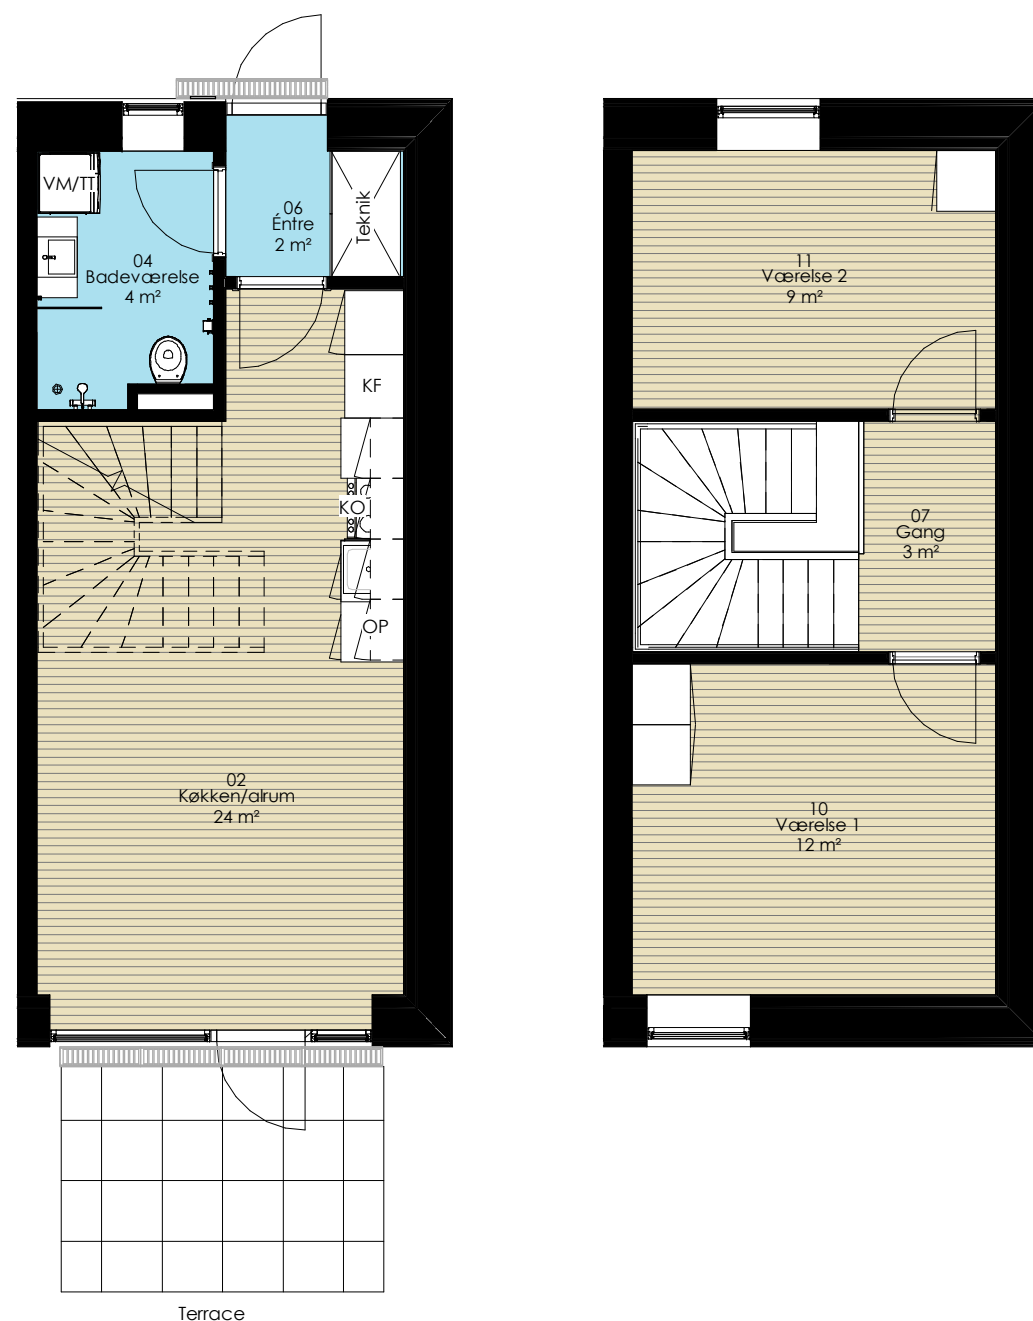 VM/TT
04
Badeværelse
4 m²
06
Éntre
2 m²
Teknik
KF
KO
OP
02
Køkken/alrum
24 m²
Terrace
11
Værelse 2
9 m²
07
Gang
3 m²
10
Værelse 1
12 m²